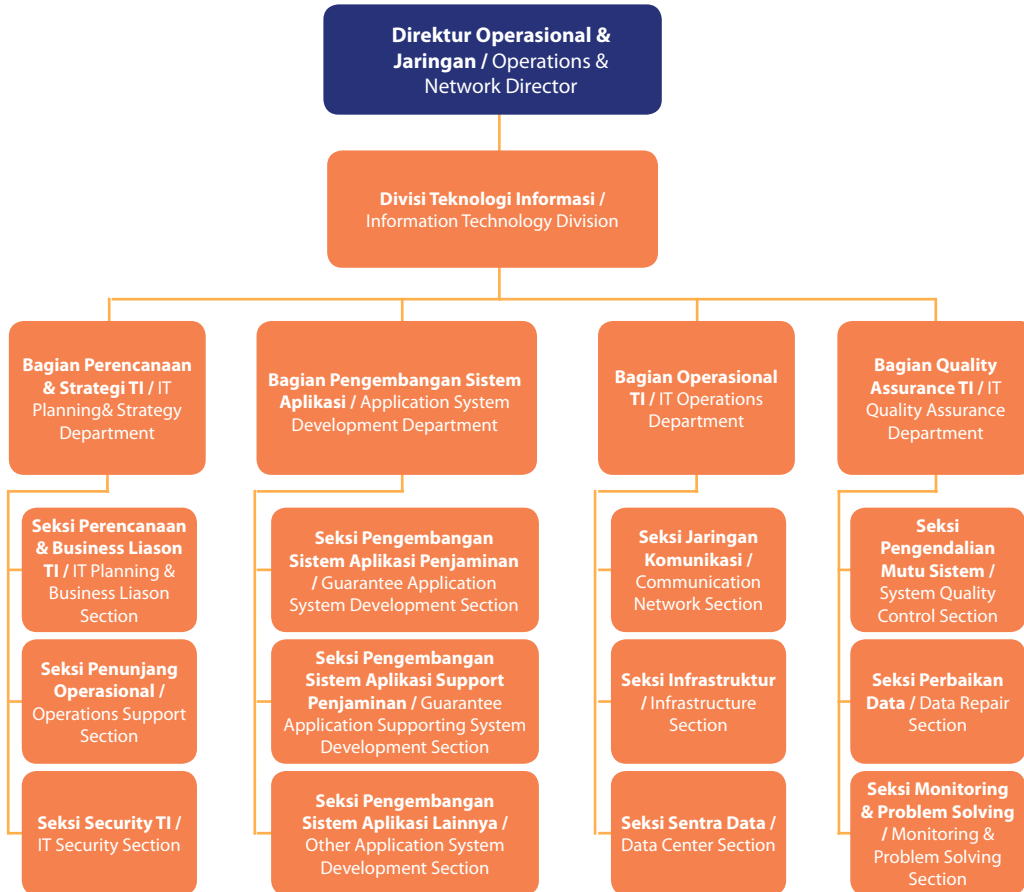 Direktur Operasional &
Jaringan / Operations &
Network Director
Divisi Teknologi Informasi /
Information Technology Division
Bagian Perencanaan
& Strategi TI / IT
Planning& Strategy
Department
Bagian Pengembangan Sistem
Aplikasi / Application System
Development Department
Bagian Operasional
TI / IT Operations
Department
Bagian Quality
Assurance TI / IT
Quality Assurance
Department
Seksi Perencanaan
& Business Liason
TI / IT Planning &
Business Liason
Section
Seksi Pengembangan
Sistem Aplikasi Penjaminan
/ Guarantee Application
System Development Section
Seksi Jaringan
Komunikasi /
Communication
Network Section
Seksi
Pengendalian
Mutu Sistem /
System Quality
Control Section
Seksi Penunjang
Operasional /
Operations Support
Section
Seksi Pengembangan
Sistem Aplikasi Support
Penjaminan / Guarantee
Application Supporting System
Development Section
Seksi Infrastruktur
/ Infrastructure
Section
Seksi Perbaikan
Data / Data Repair
Section
Seksi Security TI /
IT Security Section
Seksi Pengembangan
Sistem Aplikasi Lainnya /
Other Application System
Development Section
Seksi Sentra Data /
Data Center Section
Seksi Monitoring
& Problem Solving
/ Monitoring &
Problem Solving
Section